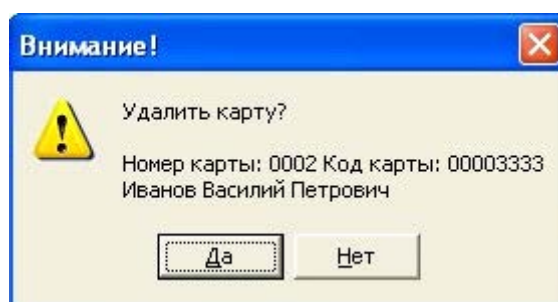 Внимание!
Удалить карту?
Номер карты: 0002 Код карты: 00003333
Иванов Василий Петрович
Да
Нет